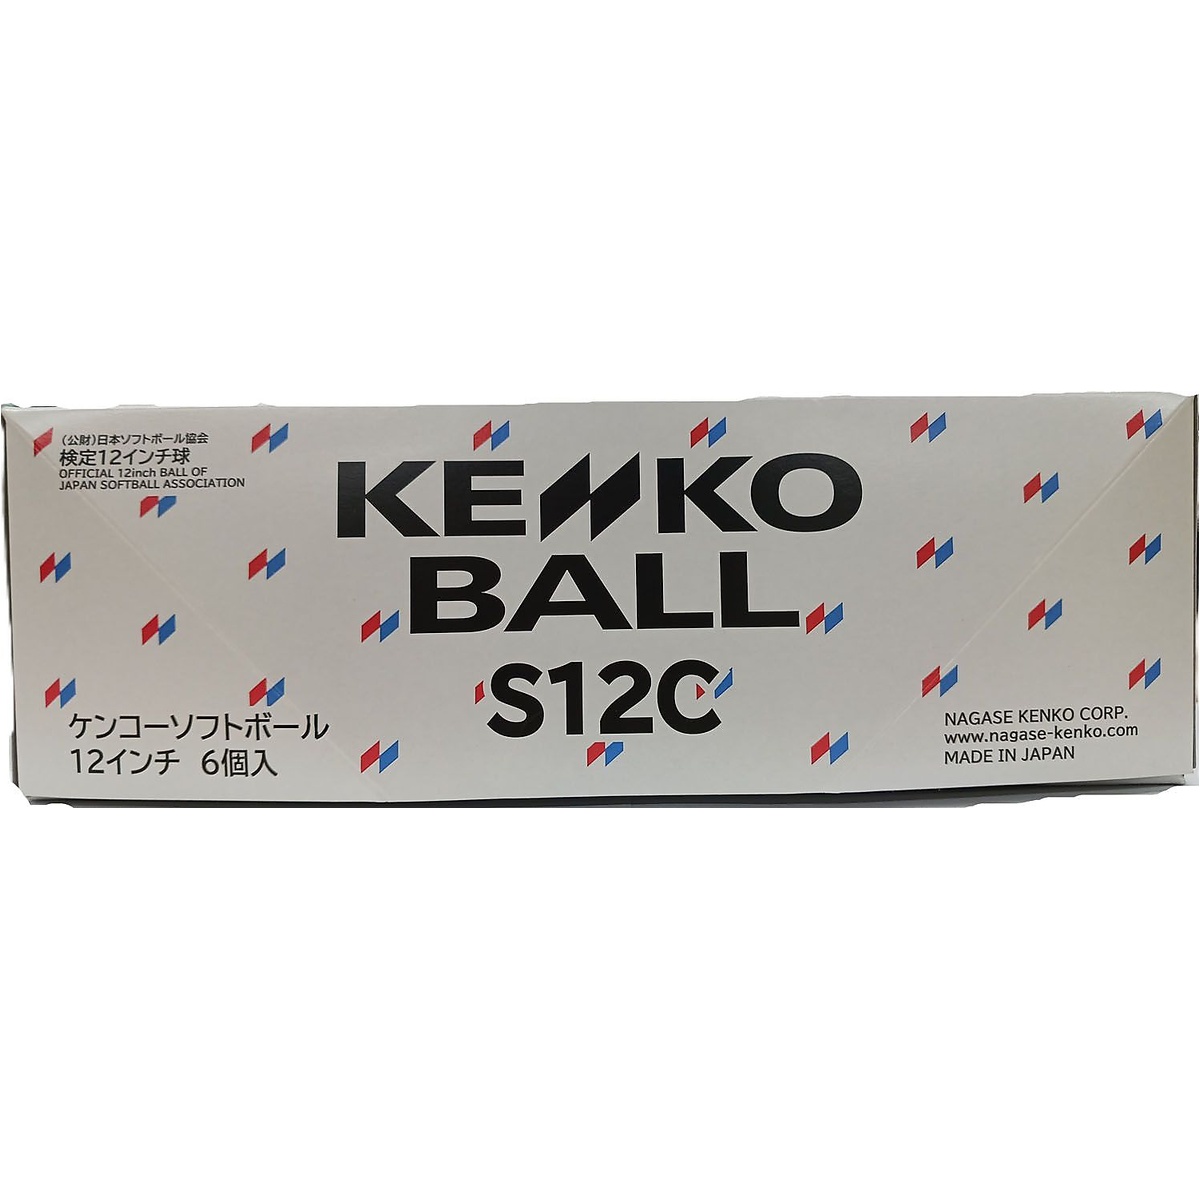 （公財）日本ソフトボール協会
検定12インチ球
OFFICIAL 12inch BALL OF
JAPAN SOFTBALL ASSOCIATION
KENKO
BALL
S12C
ケンコーソフトボール
12インチ 6個入
NAGASE KENKO CORP.
www.nagase-kenko.com
MADE IN JAPAN